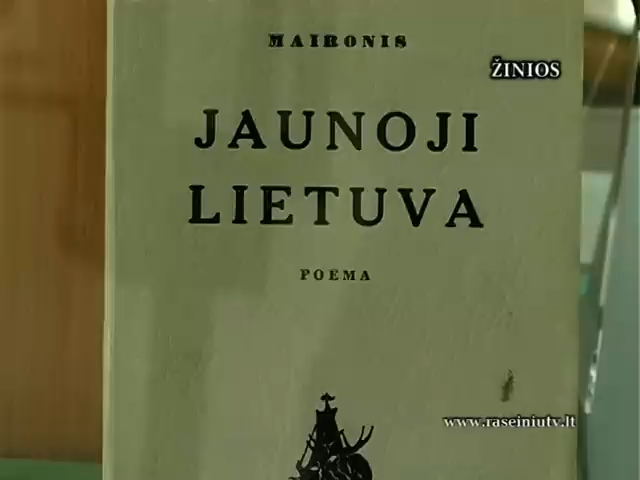 MAIRONIS
ŽINIOS
JAUNOJI
LIETUVA
POEMA
www.raseiniutv.lt